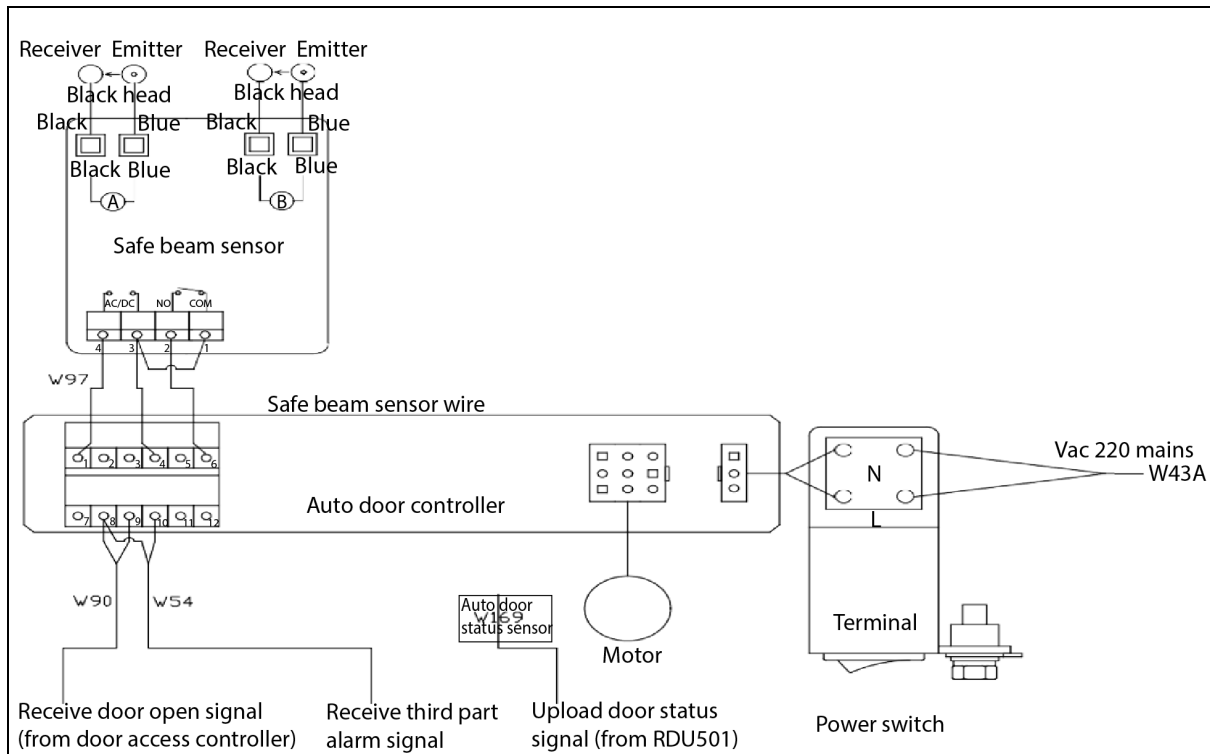 Receiver Emitter Receiver Emitter
Black head Black head
Black Blue Black Blue
Black Blue Black Blue
A B
Safe beam sensor
AC/DC NO COM
4 3 2 1
W97
Safe beam sensor wire
1 2 3 4 5 6
Vac 220 mains
W43A
N
Auto door controller
L
7 8 9 10 11 12
W90 W54
Auto door
status sensor
W169
Motor
Terminal
Receive door open signal
(from door access controller)
Receive third part
alarm signal
Upload door status
signal (from RDU501)
Power switch